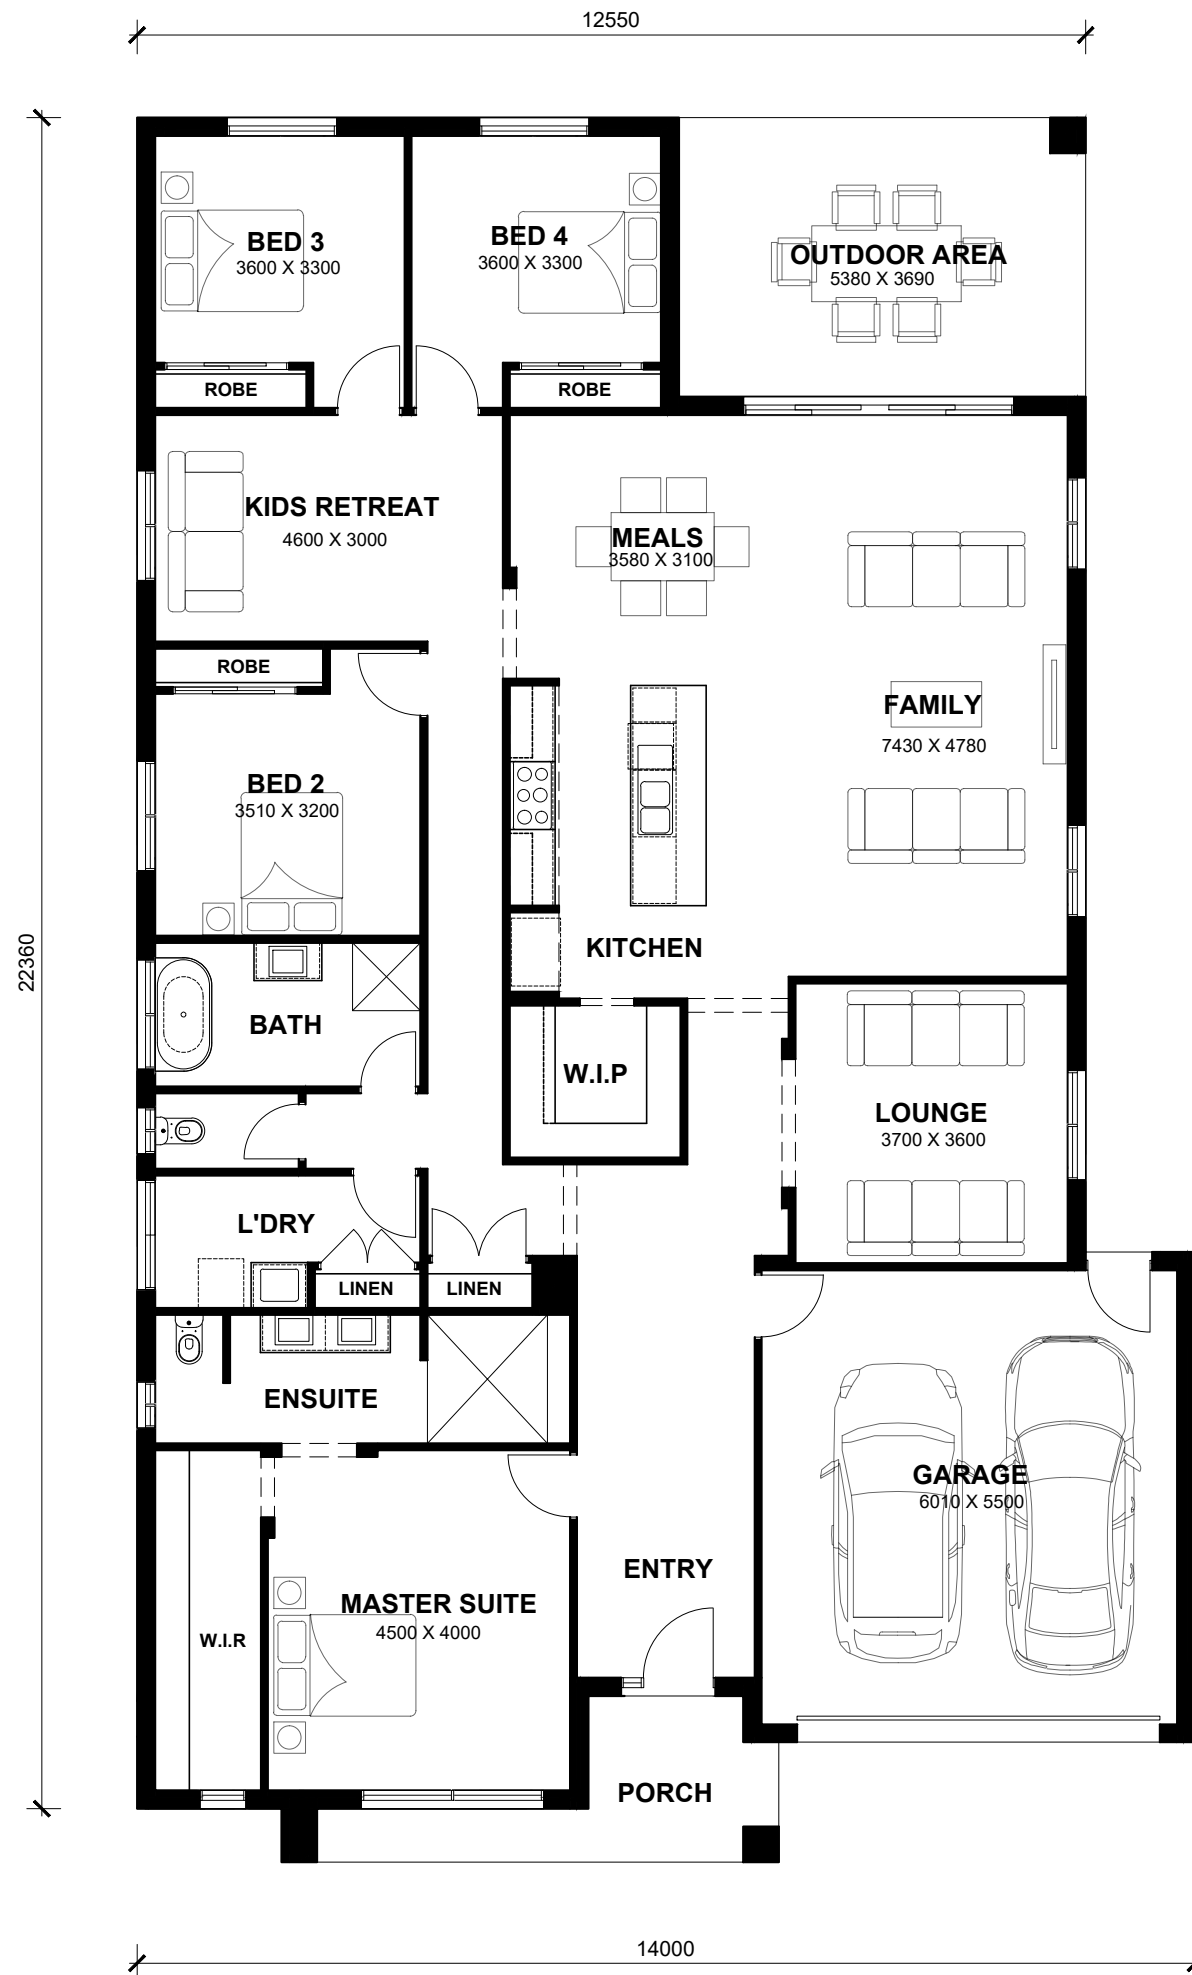 12550
BED 3
3600 X 3300
BED 4
3600 X 3300
OUTDOOR AREA
5380 X 3690
ROBE
ROBE
KIDS RETREAT
4600 X 3000
MEALS
3580 X 3100
ROBE
FAMILY
7430 X 4780
BED 2
3510 X 3200
22360
KITCHEN
BATH
W.I.P
LOUNGE
3700 X 3600
L'DRY
LINEN
LINEN
ENSUITE
GARAGE
6010 X 5500
ENTRY
MASTER SUITE
4500 X 4000
W.I.R
PORCH
14000